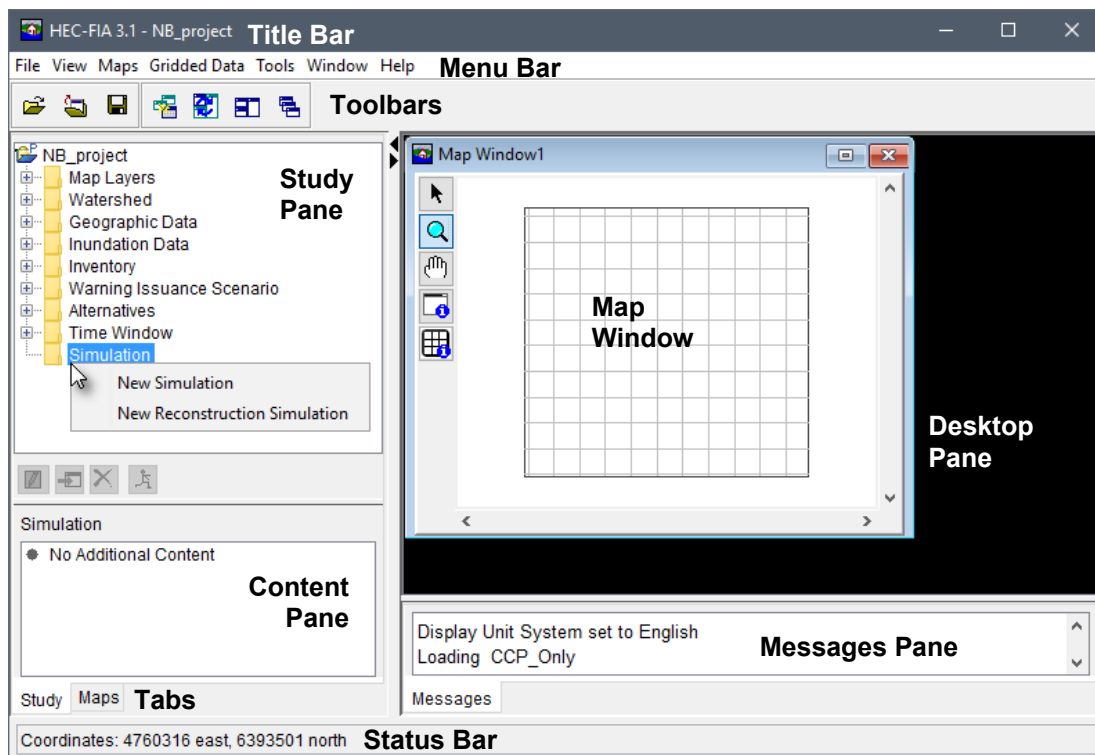 HEC-FIA 3.1 - NB_project Title Bar
File View Maps Gridded Data Tools Window Help Menu Bar
Toolbars
NB_project
Map Layers
Watershed
Geographic Data
Inundation Data
Inventory
Warning Issuance Scenario
Alternatives
Time Window
Simulation
New Simulation
New Reconstruction Simulation
Study
Pane
Map Window1
Map
Window
Desktop
Pane
Simulation
No Additional Content
Content
Pane
Display Unit System set to English
Loading CCP_Only
Messages Pane
Study Maps Tabs
Messages
Coordinates: 4760316 east, 6393501 north Status Bar